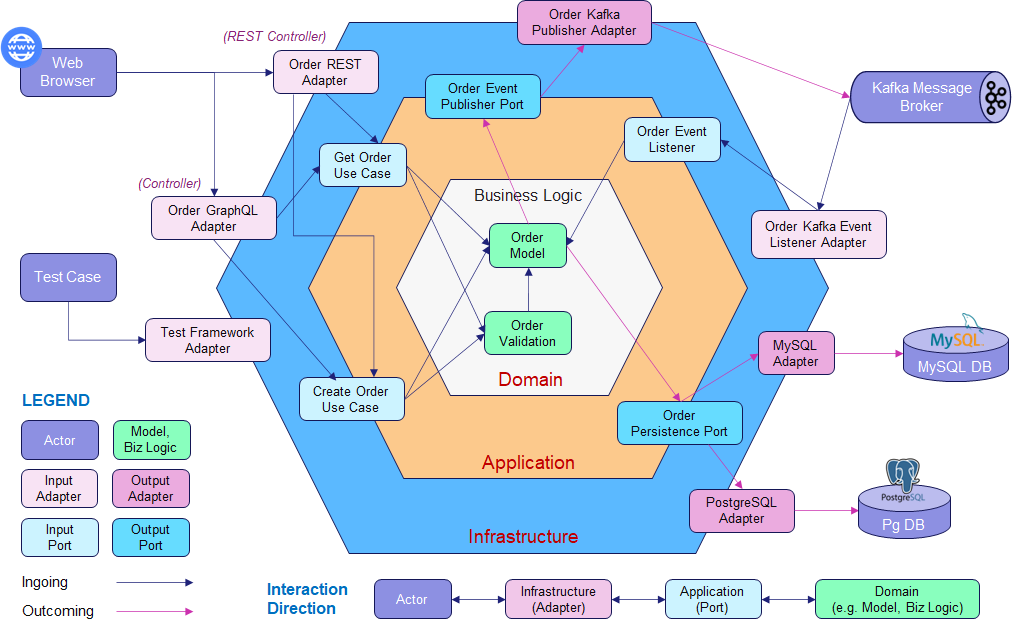 Order Kafka
Publisher Adapter
(REST Controller)
WWW
Web
Browser
Order REST
Adapter
Order Event
Publisher Port
Kafka Message
Broker
Order Event
Listener
Get Order
Use Case
(Controller)
Business Logic
Order GraphQL
Adapter
Order
Model
Order Kafka Event
Listener Adapter
Test Case
Test Framework
Adapter
Order
Validation
MySQL
Adapter
MySQL
MySQL DB
Domain
Create Order
Use Case
Order
Persistence Port
Application
PostgreSQL
Adapter
PostgreSQL
Pg DB
Infrastructure
LEGEND
Actor
Model,
Biz Logic
Input
Adapter
Output
Adapter
Input
Port
Output
Port
Ingoing
Outcoming
Interaction
Direction
Actor
Infrastructure
(Adapter)
Application
(Port)
Domain
(e.g. Model, Biz Logic)